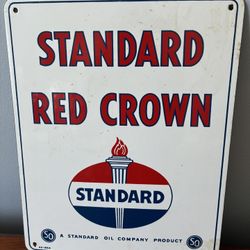 STANDARD
RED CROWN
STANDARD
SO A STANDARD OIL COMPANY PRODUCT SO